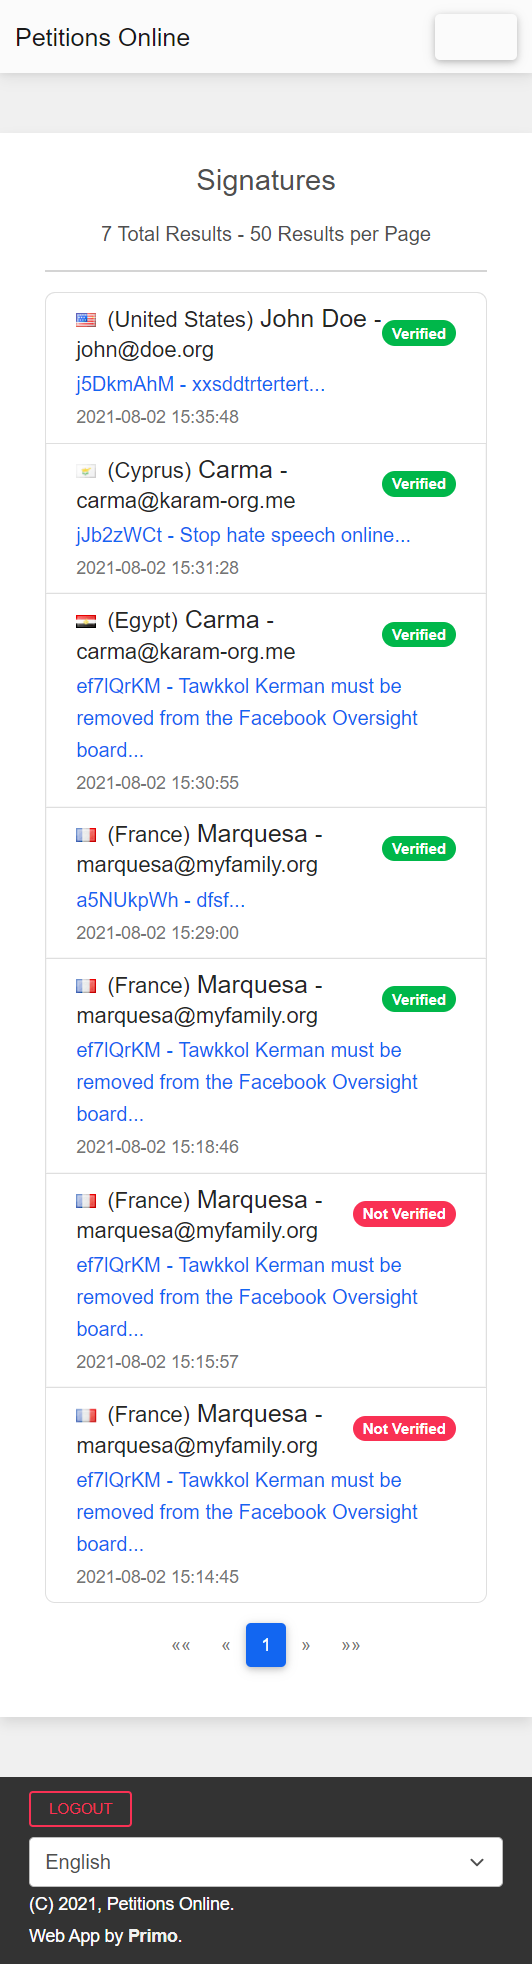 Petitions Online
Signatures
7 Total Results - 50 Results per Page
(United States) John Doe -
john@doe.org
Verified
j5DkmAhM - xxsddtrtertert...
2021-08-02 15:35:48
(Cyprus) Carma -
carma@karam-org.me
Verified
jJb2zWCt - Stop hate speech online...
2021-08-02 15:31:28
(Egypt) Carma -
carma@karam-org.me
Verified
ef7lQrKM - Tawkkol Kerman must be
removed from the Facebook Oversight
board...
2021-08-02 15:30:55
(France) Marquesa -
marquesa@myfamily.org
Verified
a5NUkpWh - dfsf...
2021-08-02 15:29:00
(France) Marquesa -
marquesa@myfamily.org
Verified
ef7lQrKM - Tawkkol Kerman must be
removed from the Facebook Oversight
board...
2021-08-02 15:18:46
(France) Marquesa -
marquesa@myfamily.org
Not Verified
ef7lQrKM - Tawkkol Kerman must be
removed from the Facebook Oversight
board...
2021-08-02 15:15:57
(France) Marquesa -
marquesa@myfamily.org
Not Verified
ef7lQrKM - Tawkkol Kerman must be
removed from the Facebook Oversight
board...
2021-08-02 15:14:45
«« « 1 » »»
LOGOUT
English
(C) 2021, Petitions Online.
Web App by Primo.